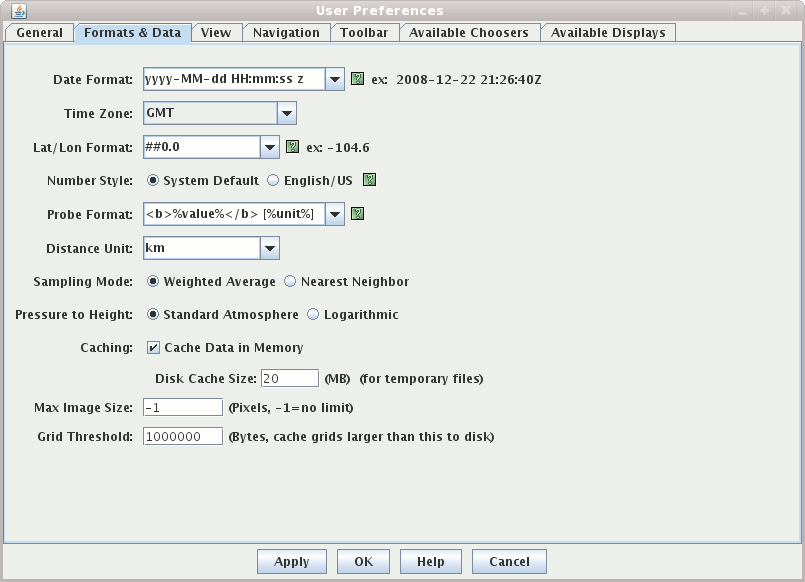 User Preferences
General Formats & Data View Navigation Toolbar Available Choosers Available Displays
Date Format: yyyy-MM-dd HH:mm:ss z ex: 2008-12-22 21:26:40Z
Time Zone: GMT
Lat/Lon Format: ##0.0 ex: -104.6
Number Style: System Default English/US
Probe Format: <b>%value%</b> [%unit%]
Distance Unit: km
Sampling Mode: Weighted Average Nearest Neighbor
Pressure to Height: Standard Atmosphere Logarithmic
Caching: Cache Data in Memory
Disk Cache Size: 20 (MB) (for temporary files)
Max Image Size: -1 (Pixels, -1=no limit)
Grid Threshold: 1000000 (Bytes, cache grids larger than this to disk)
Apply OK Help Cancel